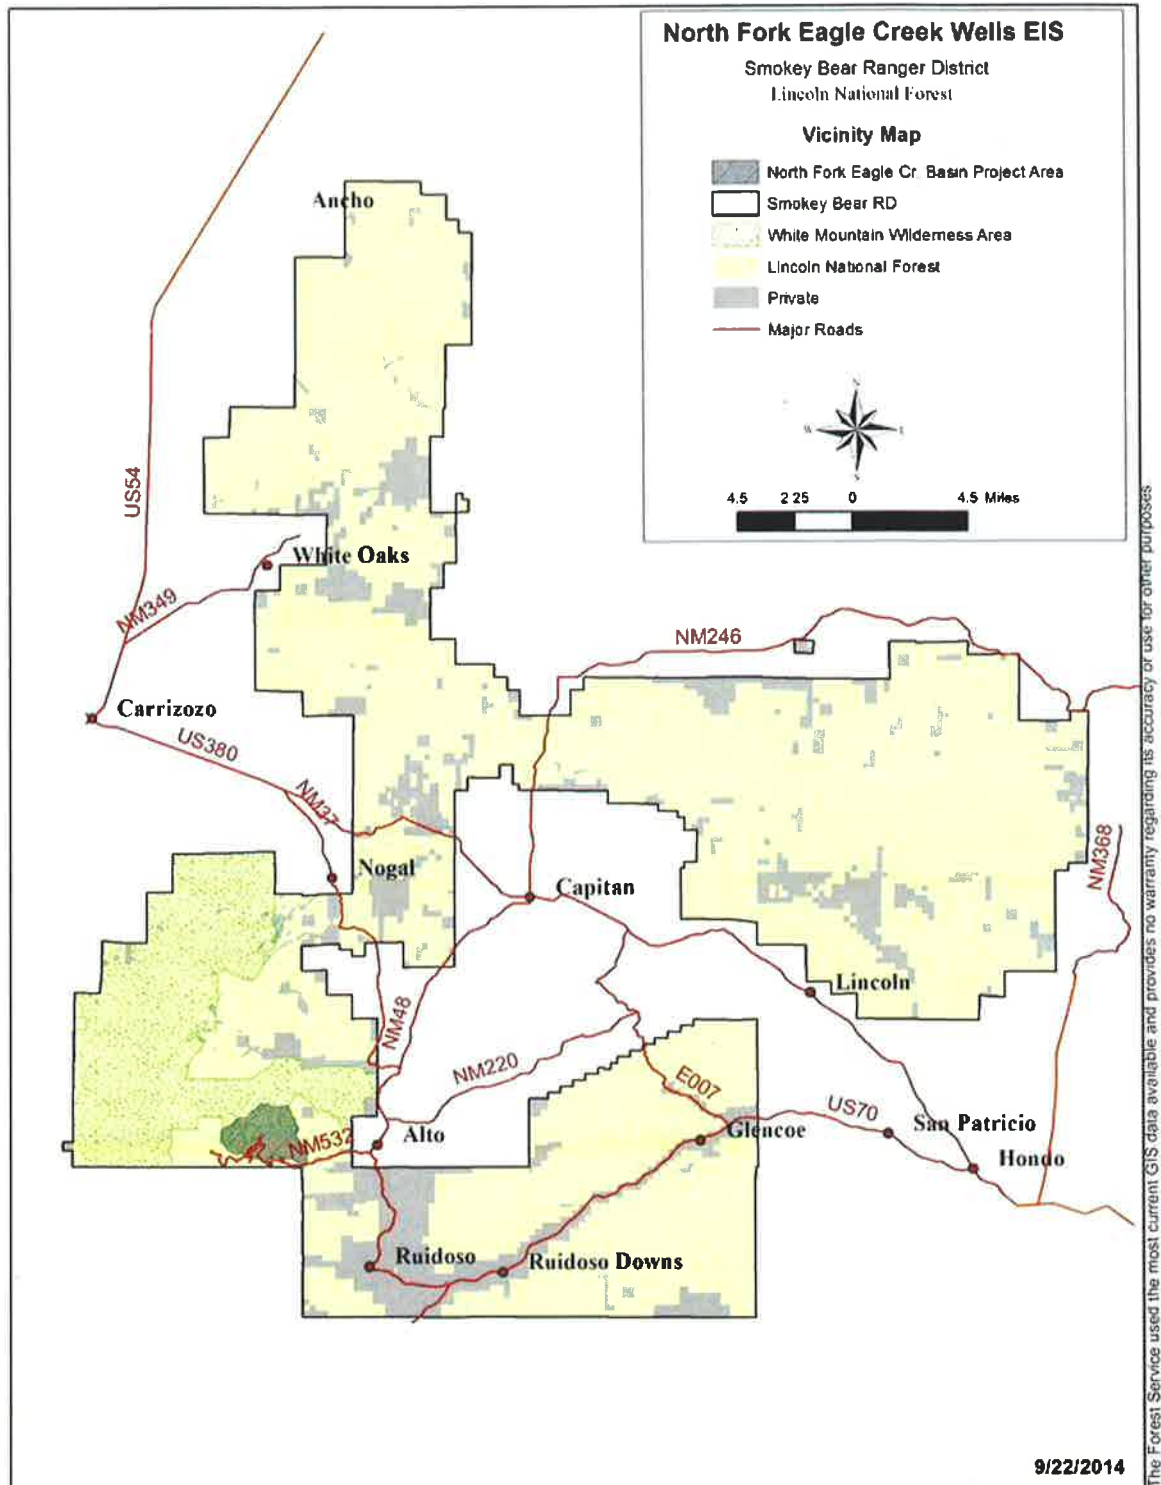 North Fork Eagle Creek Wells EIS
Smokey Bear Ranger District
Lincoln National Forest
Vicinity Map
North Fork Eagle Cr. Basin Project Area
Smokey Bear RD
White Mountain Wilderness Area
Lincoln National Forest
Private
Major Roads
N
W E
S
4.5 2.25 0 4.5 Miles
Ancho
US54
White Oaks
NM349
NM246
Carrizozo
US380
NM37
Nogal
Capitan
NM368
Lincoln
NM48
NM220
E007
US70
Glencoe
San Patricio
Hondo
NM532
Alto
Ruidoso
Ruidoso Downs
9/22/2014
The Forest Service used the most current GIS data available and provides no warranty regarding its accuracy or use for other purposes